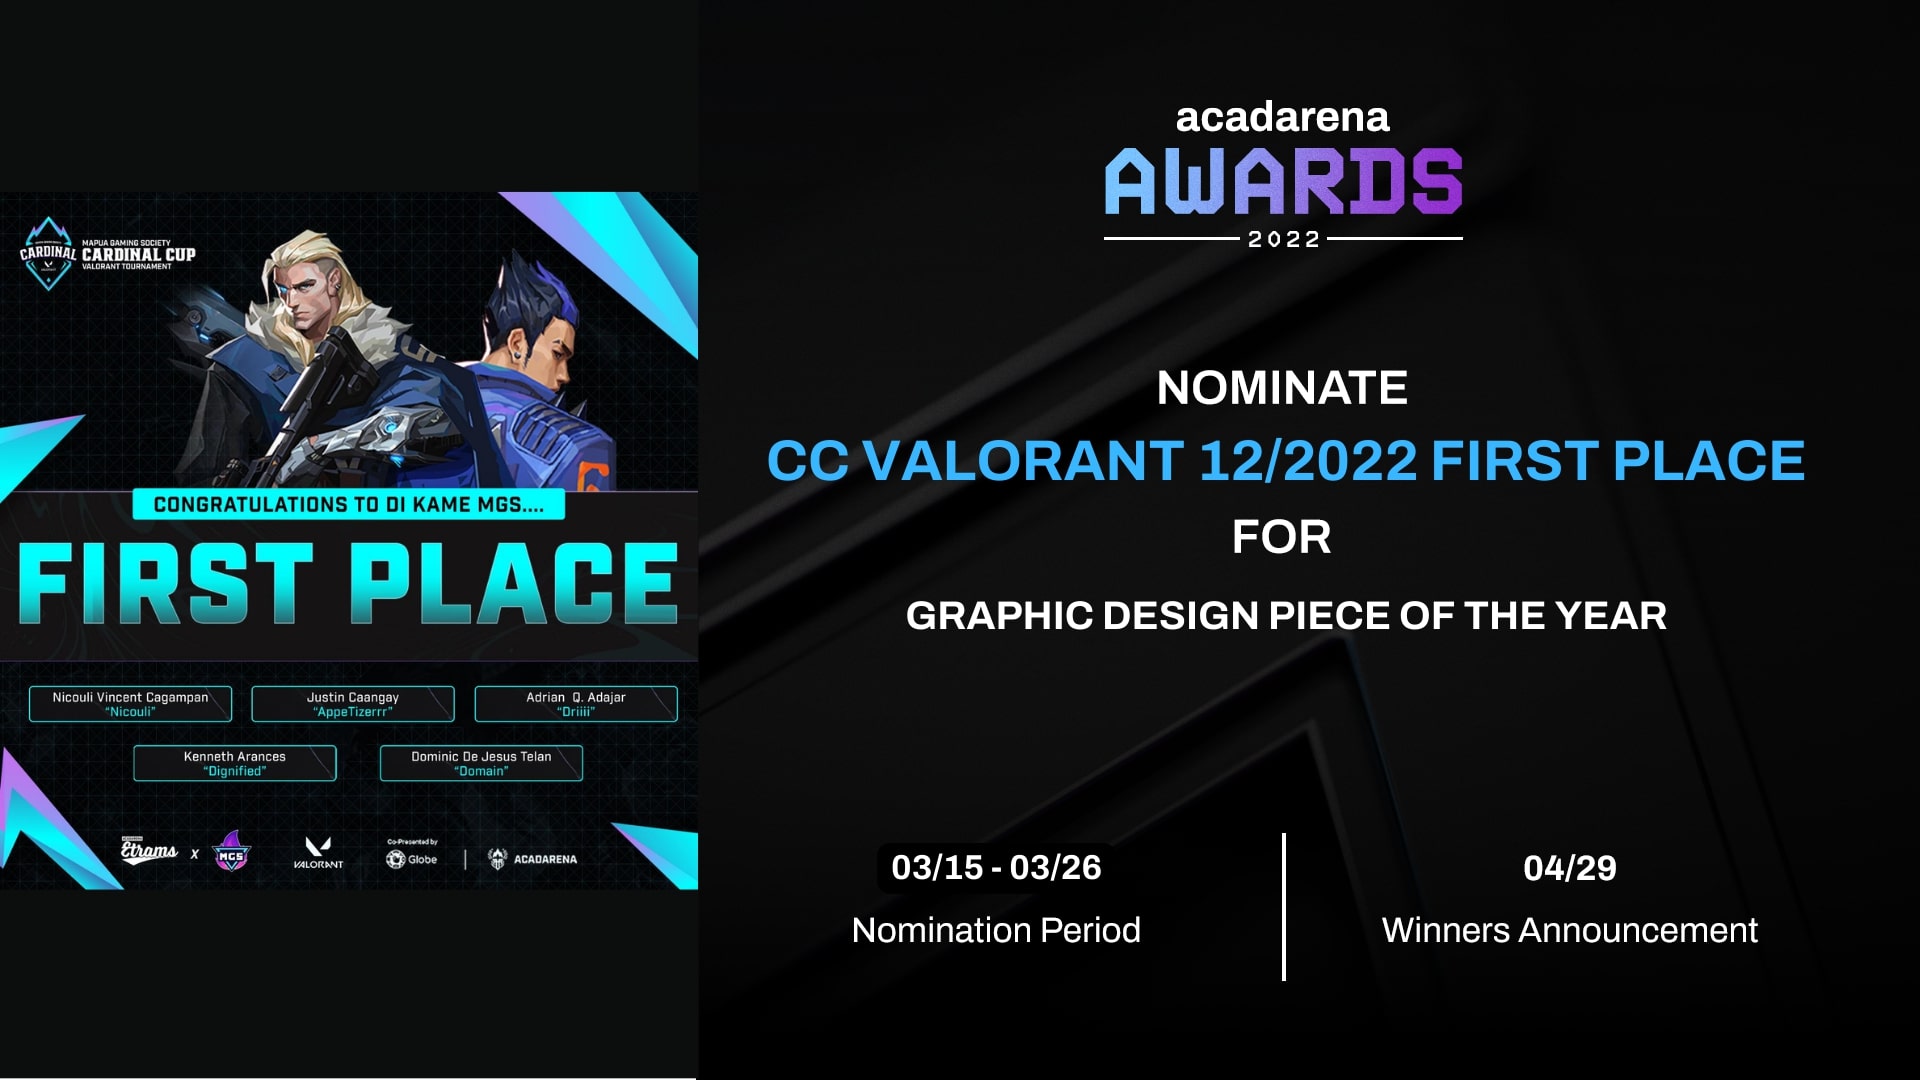 CARDINAL
MAPUA GAMING SOCIETY
CARDINAL CUP
VALORANT TOURNAMENT
CONGRATULATIONS TO DI KAME MGS....
FIRST PLACE
Nicouli Vincent Cagampan
“Nicouli”
Justin Caangay
“AppeTizerrr”
Adrian Q. Adajar
“Driiii”
Kenneth Arances
“Dignified”
Dominic De Jesus Telan
“Domain”
Etrams
X
MGS
VALORANT
Co-Presented by
Globe
ACADARENA
acadarena
AWARDS
2022
NOMINATE
CC VALORANT 12/2022 FIRST PLACE
FOR
GRAPHIC DESIGN PIECE OF THE YEAR
03/15 - 03/26
Nomination Period
04/29
Winners Announcement